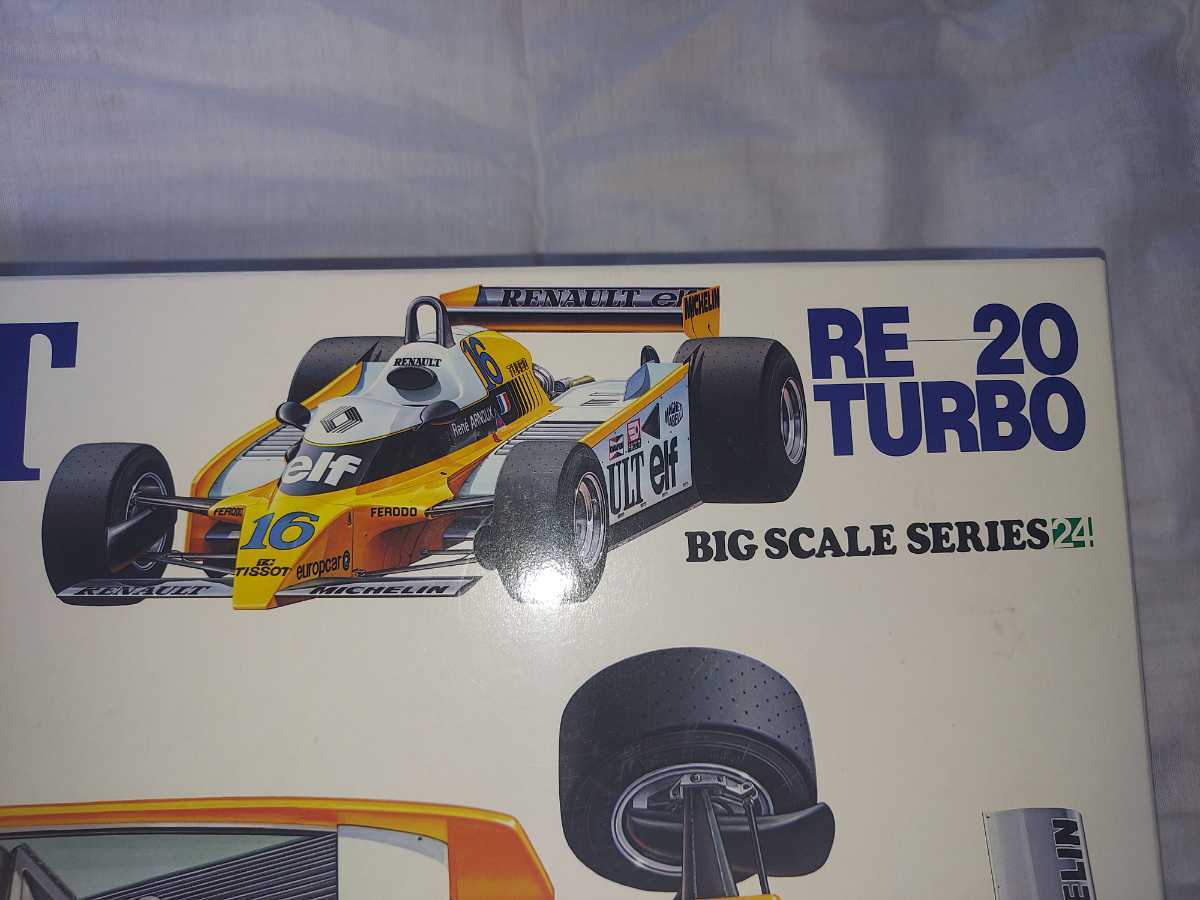 T
RE-20
TURBO
BIG SCALE SERIES 24!
RENAULT elf
MICHELIN
RENAULT
16
René ARNOUX
elf
ULT elf
FERODO
FERODO
16
TISSOT
europcar
RENAULT
MICHELIN
ELIN